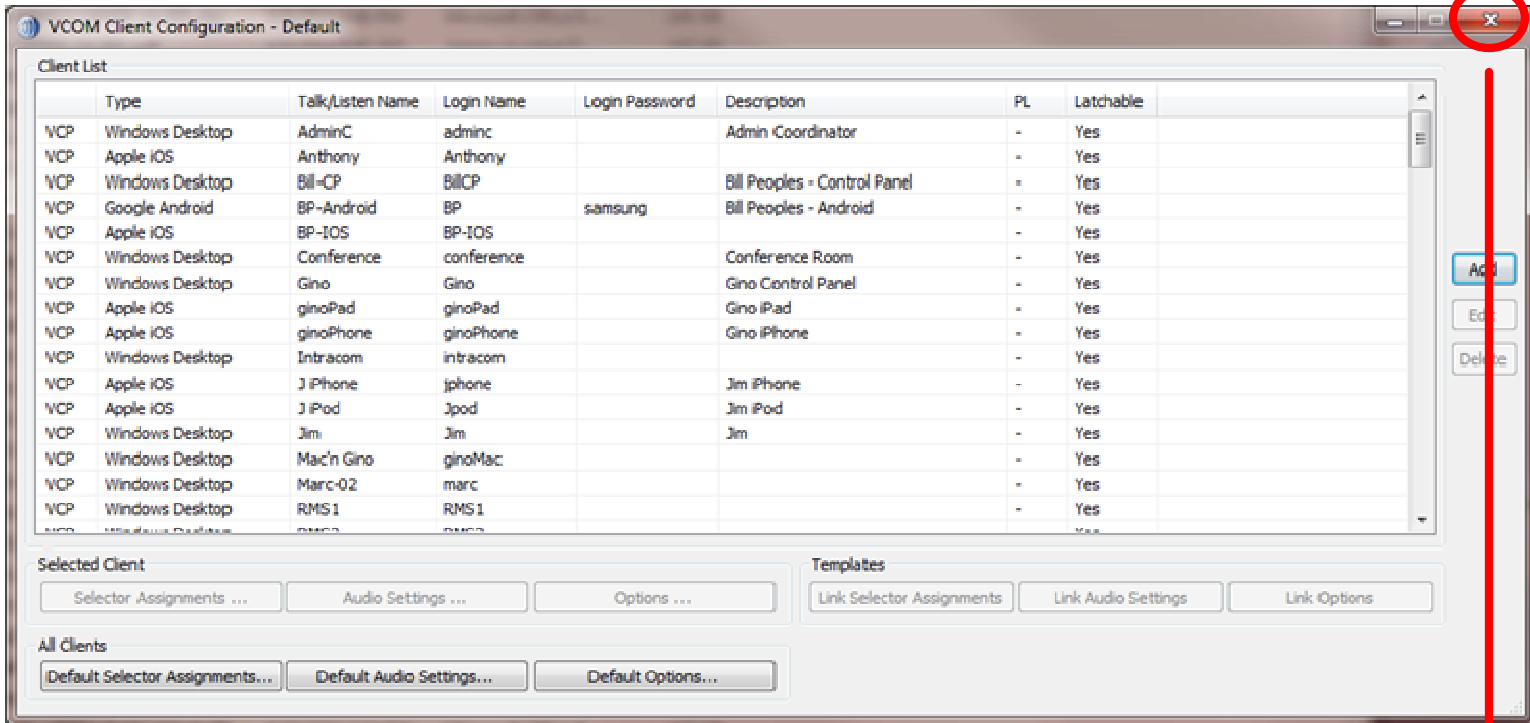 VCOM Client Configuration - Default
Client List
Type Talk/Listen Name Login Name Login Password Description PL Latchable
VCP Windows Desktop AdminC adminc Admin Coordinator - Yes
VCP Apple iOS Anthony Anthony - Yes
VCP Windows Desktop Bill-CP BillCP Bill Peoples - Control Panel - Yes
VCP Google Android BP-Android BP samsung Bill Peoples - Android - Yes
VCP Apple iOS BP-IOS BP-IOS - Yes
VCP Windows Desktop Conference conference Conference Room - Yes
VCP Windows Desktop Gino Gino Gino Control Panel - Yes
VCP Apple iOS ginoPad ginoPad Gino iPad - Yes
VCP Apple iOS ginoPhone ginoPhone Gino iPhone - Yes
VCP Windows Desktop Intracom intracom - Yes
VCP Apple iOS J iPhone jphone Jim iPhone - Yes
VCP Apple iOS J iPod Jpod Jim iPod - Yes
VCP Windows Desktop Jim Jim Jim - Yes
VCP Windows Desktop Mac'n Gino ginoMac - Yes
VCP Windows Desktop Marc-02 marc - Yes
VCP Windows Desktop RMS1 RMS1 - Yes
Add
Edit
Delete
Selected Client
Selector Assignments ... Audio Settings ... Options ...
Templates
Link Selector Assignments Link Audio Settings Link Options
All Clients
Default Selector Assignments... Default Audio Settings... Default Options...